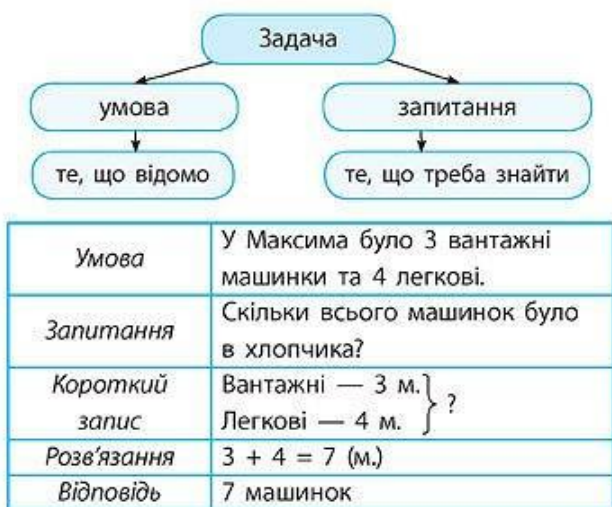 Задача
умова
запитання
те, що відомо
те, що треба знайти
Умова
У Максима було 3 вантажні
машинки та 4 легкові.
Запитання
Скільки всього машинок було
в хлопчика?
Короткий
запис
Вантажні — 3 м.
Легкові — 4 м.
?
Розв'язання
3 + 4 = 7 (м.)
Відповідь
7 машинок